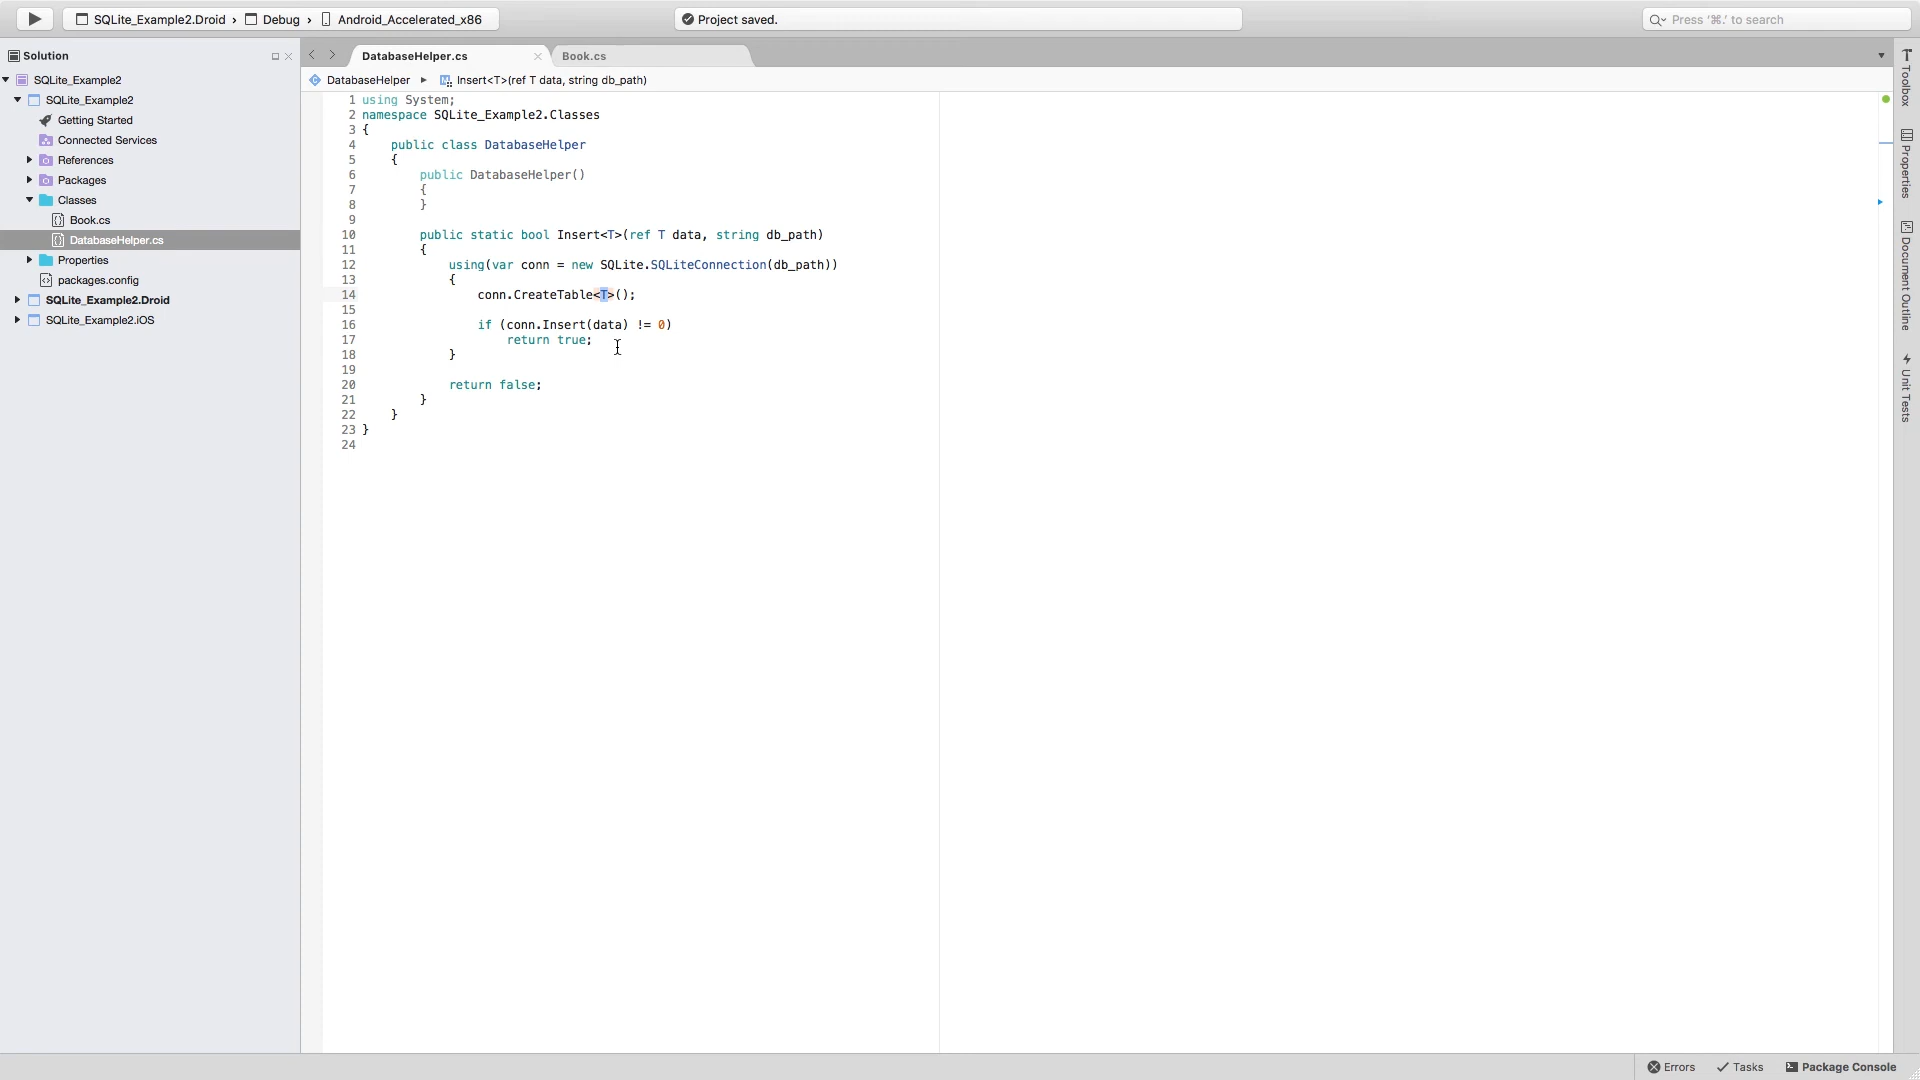 SQLite_Example2.Droid › Debug › Android_Accelerated_x86
Project saved.
Press '⌘.' to search
Solution
SQLite_Example2
SQLite_Example2
Getting Started
Connected Services
References
Packages
Classes
Book.cs
DatabaseHelper.cs
Properties
packages.config
SQLite_Example2.Droid
SQLite_Example2.iOS
DatabaseHelper.cs
Book.cs
DatabaseHelper ▸ Insert<T>(ref T data, string db_path)
1 using System;
2 namespace SQLite_Example2.Classes
3 {
4     public class DatabaseHelper
5     {
6         public DatabaseHelper()
7         {
8         }
9
10         public static bool Insert<T>(ref T data, string db_path)
11         {
12             using(var conn = new SQLite.SQLiteConnection(db_path))
13             {
14                 conn.CreateTable<T>();
15
16                 if (conn.Insert(data) != 0)
17                     return true;
18             }
19
20             return false;
21         }
22     }
23 }
24
Toolbox
Properties
Document Outline
Unit Tests
Errors
Tasks
Package Console